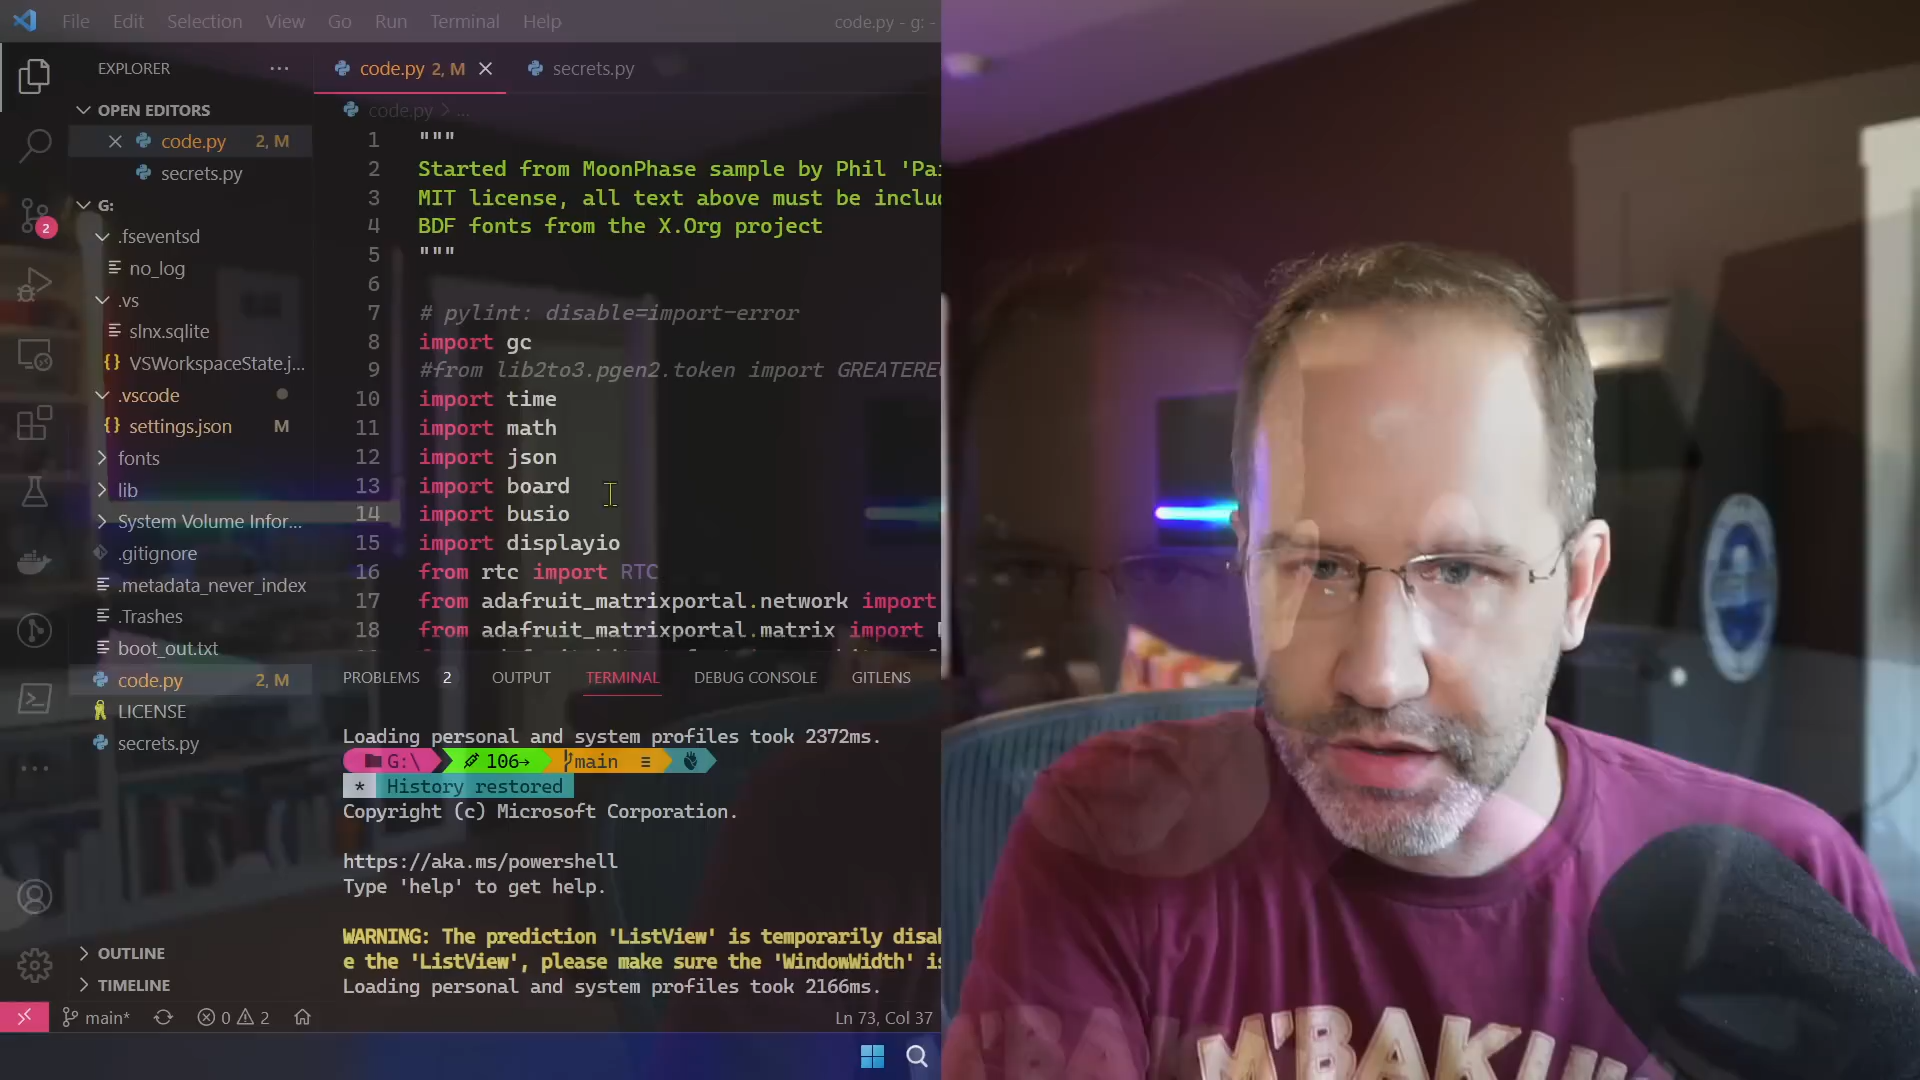 File Edit Selection View Go Run Terminal Help code.py - g: -
EXPLORER ···
code.py 2, M
secrets.py
OPEN EDITORS
code.py 2, M
secrets.py
G:
.fseventsd
no_log
.vs
slnx.sqlite
VSWorkspaceState.j...
.vscode
settings.json M
fonts
lib
System Volume Infor...
.gitignore
.metadata_never_index
.Trashes
boot_out.txt
code.py 2, M
LICENSE
secrets.py
OUTLINE
TIMELINE
2
code.py > ...
1 """
2 Started from MoonPhase sample by Phil
3 MIT license, all text above must be
4 BDF fonts from the X.Org project
5 """
6
7 # pylint: disable=import-error
8 import gc
9 #from lib2to3.pgen2.token import
10 import time
11 import math
12 import json
13 import board
14 import busio
15 import displayio
16 from rtc import RTC
17 from adafruit_matrixportal.network import
18 from adafruit_matrixportal.matrix import
PROBLEMS 2 OUTPUT TERMINAL DEBUG CONSOLE GITLENS
Loading personal and system profiles took 2372ms.
G:\ 106→ main ≡
* History restored
Copyright (c) Microsoft Corporation.
https://aka.ms/powershell
Type 'help' to get help.
WARNING: The prediction 'ListView' is temporarily
e the 'ListView', please make sure the 'WindowWidth'
Loading personal and system profiles took 2166ms.
main* 0 2 Ln 73, Col 37
M'BAKU